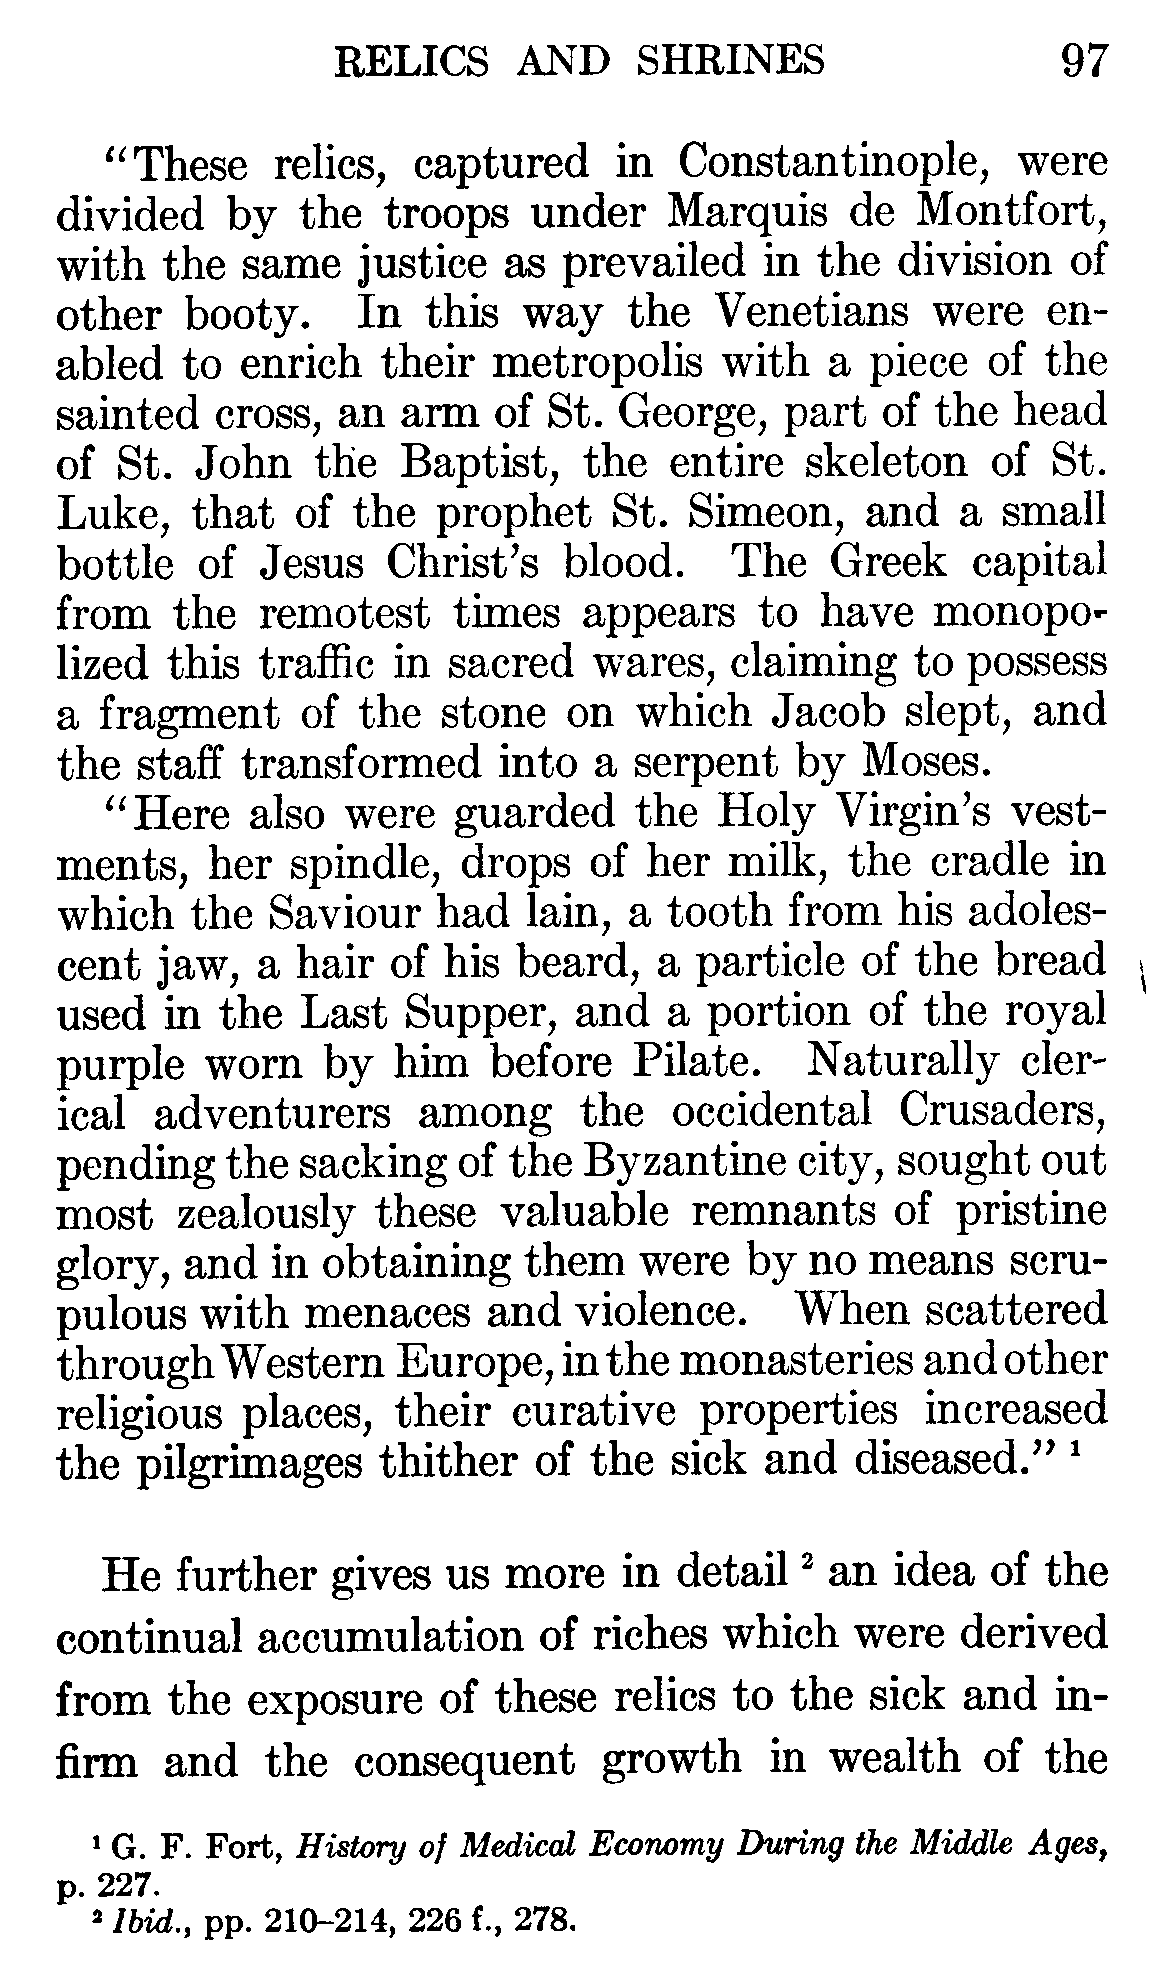 RELICS AND SHRINES 97
“These relics, captured in Constantinople, were
divided by the troops under Marquis de Montfort,
with the same justice as prevailed in the division of
other booty. In this way the Venetians were en-
abled to enrich their metropolis with a piece of the
sainted cross, an arm of St. George, part of the head
of St. John the Baptist, the entire skeleton of St.
Luke, that of the prophet St. Simeon, and a small
bottle of Jesus Christ’s blood. The Greek capital
from the remotest times appears to have monopo-
lized this traffic in sacred wares, claiming to possess
a fragment of the stone on which Jacob slept, and
the staff transformed into a serpent by Moses.
“Here also were guarded the Holy Virgin’s vest-
ments, her spindle, drops of her milk, the cradle in
which the Saviour had lain, a tooth from his adoles-
cent jaw, a hair of his beard, a particle of the bread
used in the Last Supper, and a portion of the royal
purple worn by him before Pilate. Naturally cler-
ical adventurers among the occidental Crusaders,
pending the sacking of the Byzantine city, sought out
most zealously these valuable remnants of pristine
glory, and in obtaining them were by no means scru-
pulous with menaces and violence. When scattered
through Western Europe, in the monasteries and other
religious places, their curative properties increased
the pilgrimages thither of the sick and diseased.” ¹
He further gives us more in detail ² an idea of the
continual accumulation of riches which were derived
from the exposure of these relics to the sick and in-
firm and the consequent growth in wealth of the
¹ G. F. Fort, History of Medical Economy During the Middle Ages,
p. 227.
² Ibid., pp. 210–214, 226 f., 278.